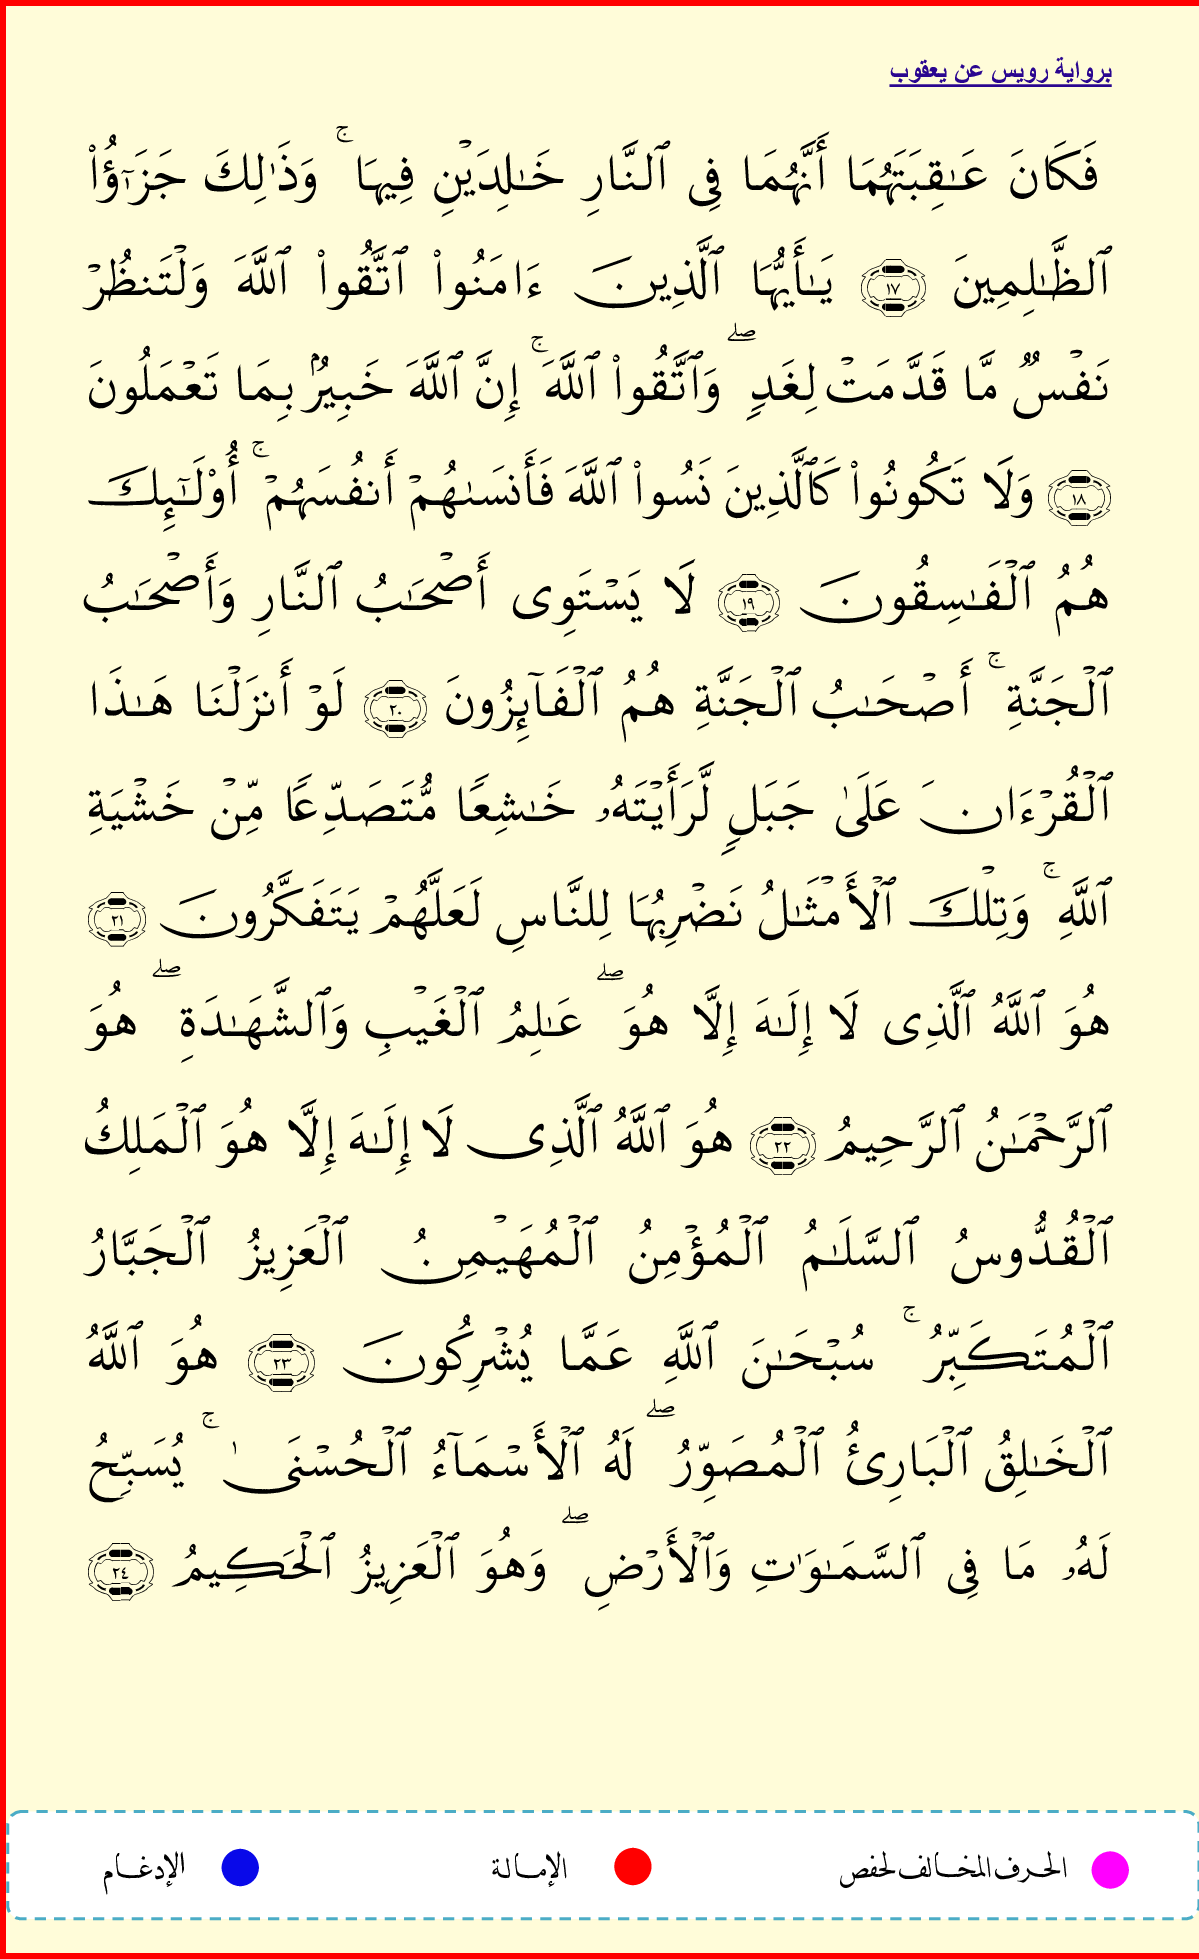 برواية رويس عن يعقوب
فَكَانَ عَٰقِبَتَهُمَا أَنَّهُمَا فِى ٱلنَّارِ خَٰلِدَيْنِ فِيهَا ۚ وَذَٰلِكَ جَزَٰٓؤُا۟
ٱلظَّٰلِمِينَ ١٧ يَٰٓأَيُّهَا ٱلَّذِينَ ءَامَنُوا۟ ٱتَّقُوا۟ ٱللَّهَ وَلْتَنظُرْ
نَفْسٌ مَّا قَدَّمَتْ لِغَدٍ ۖ وَٱتَّقُوا۟ ٱللَّهَ ۚ إِنَّ ٱللَّهَ خَبِيرٌۢ بِمَا تَعْمَلُونَ
١٨ وَلَا تَكُونُوا۟ كَٱلَّذِينَ نَسُوا۟ ٱللَّهَ فَأَنسَىٰهُمْ أَنفُسَهُمْ ۚ أُو۟لَٰٓئِكَ
هُمُ ٱلْفَٰسِقُونَ ١٩ لَا يَسْتَوِى أَصْحَٰبُ ٱلنَّارِ وَأَصْحَٰبُ
ٱلْجَنَّةِ ۚ أَصْحَٰبُ ٱلْجَنَّةِ هُمُ ٱلْفَآئِزُونَ ٢٠ لَوْ أَنزَلْنَا هَٰذَا
ٱلْقُرْءَانَ عَلَىٰ جَبَلٍ لَّرَأَيْتَهُۥ خَٰشِعًا مُّتَصَدِّعًا مِّنْ خَشْيَةِ
ٱللَّهِ ۚ وَتِلْكَ ٱلْأَمْثَٰلُ نَضْرِبُهَا لِلنَّاسِ لَعَلَّهُمْ يَتَفَكَّرُونَ ٢١
هُوَ ٱللَّهُ ٱلَّذِى لَا إِلَٰهَ إِلَّا هُوَ ۖ عَٰلِمُ ٱلْغَيْبِ وَٱلشَّهَٰدَةِ ۖ هُوَ
ٱلرَّحْمَٰنُ ٱلرَّحِيمُ ٢٢ هُوَ ٱللَّهُ ٱلَّذِى لَا إِلَٰهَ إِلَّا هُوَ ٱلْمَلِكُ
ٱلْقُدُّوسُ ٱلسَّلَٰمُ ٱلْمُؤْمِنُ ٱلْمُهَيْمِنُ ٱلْعَزِيزُ ٱلْجَبَّارُ
ٱلْمُتَكَبِّرُ ۚ سُبْحَٰنَ ٱللَّهِ عَمَّا يُشْرِكُونَ ٢٣ هُوَ ٱللَّهُ
ٱلْخَٰلِقُ ٱلْبَارِئُ ٱلْمُصَوِّرُ ۖ لَهُ ٱلْأَسْمَآءُ ٱلْحُسْنَىٰ ۚ يُسَبِّحُ
لَهُۥ مَا فِى ٱلسَّمَٰوَٰتِ وَٱلْأَرْضِ ۖ وَهُوَ ٱلْعَزِيزُ ٱلْحَكِيمُ ٢٤
الحرف المخالف لحفص الإمالة الإدغام